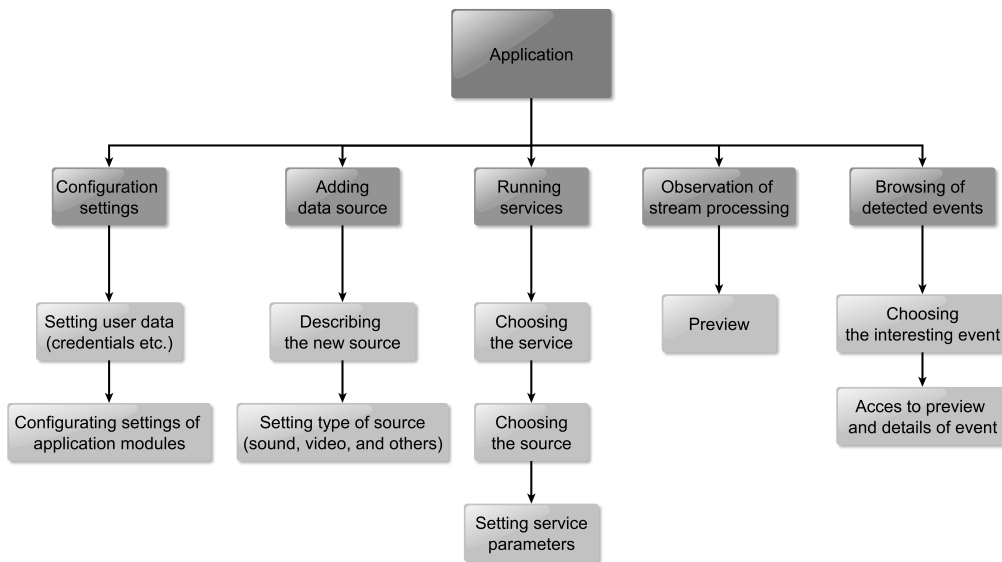 Application
Configuration
settings
Adding
data source
Running
services
Observation of
stream processing
Browsing of
detected events
Setting user data
(credentials etc.)
Describing
the new source
Choosing
the service
Preview
Choosing
the interesting event
Configurating settings of
application modules
Setting type of source
(sound, video, and others)
Choosing
the source
Acces to preview
and details of event
Setting service
parameters